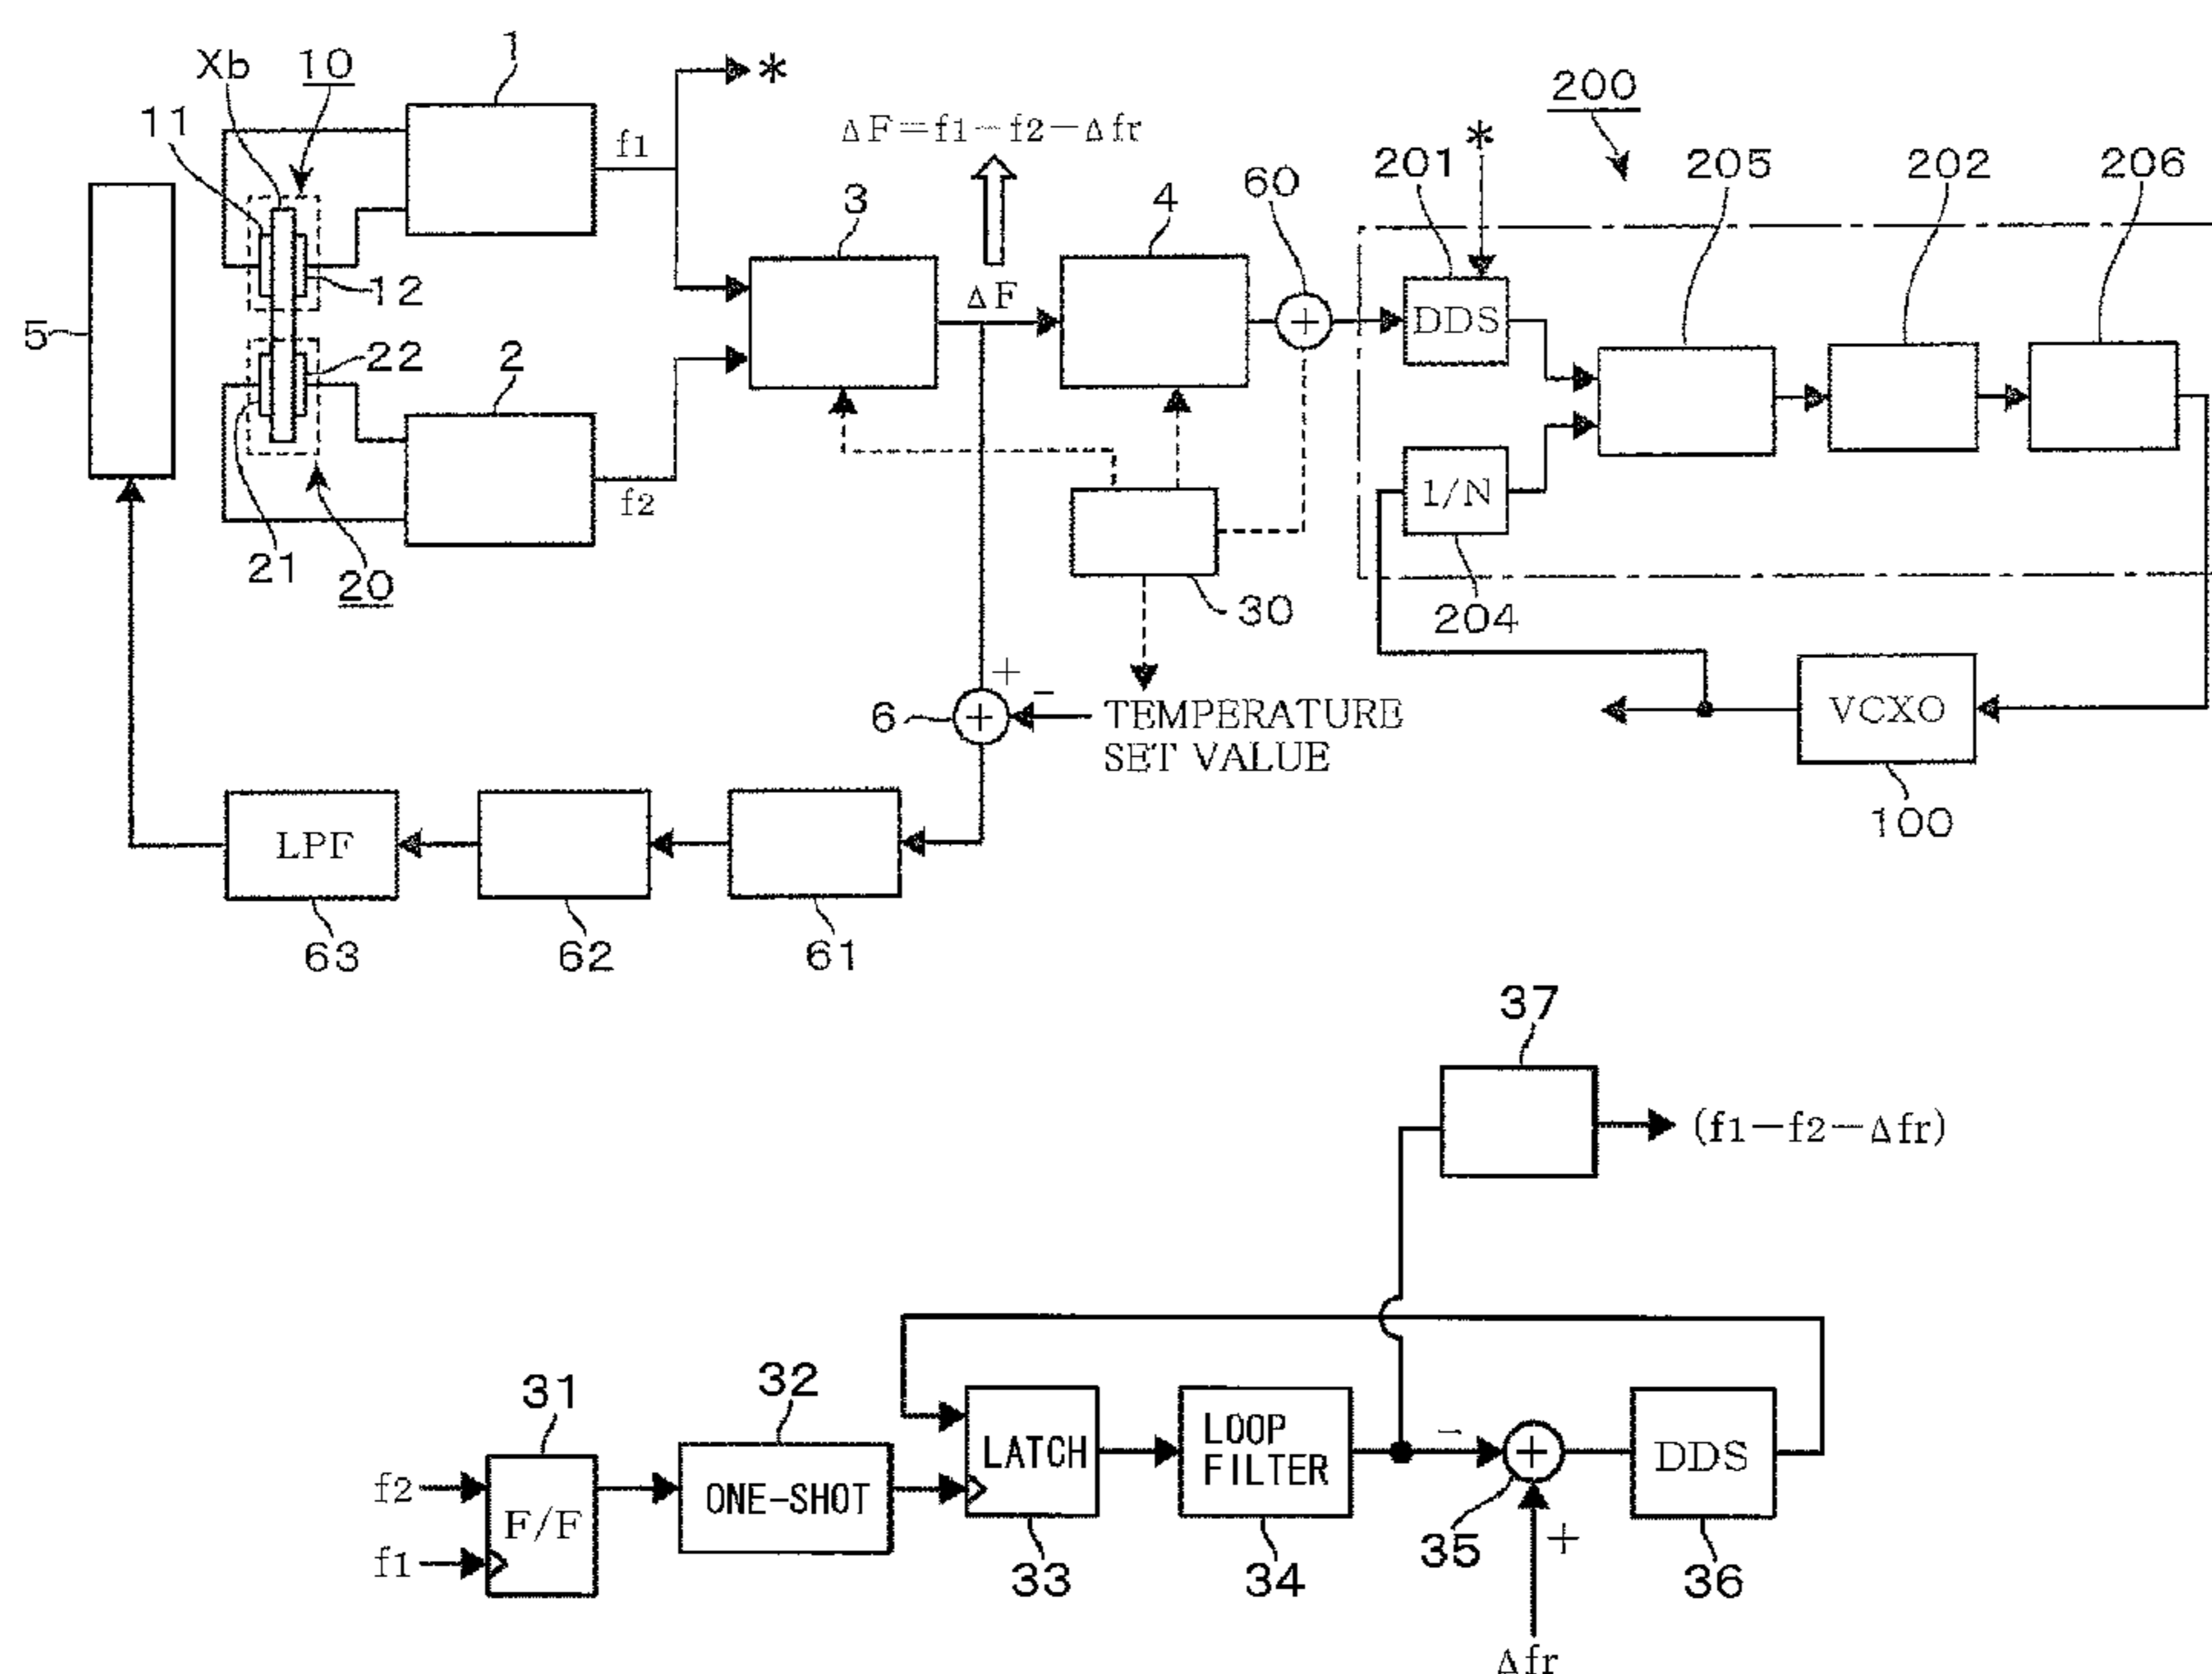 1
Xb
10
*
200
11
ΔF=f1−f2−Δfr
*
f1
201
205
202
206
60
3
4
12
ΔF
+
DDS
5
22
2
1/N
f2
21
20
30
204
+
−
6
+
TEMPERATURE
SET VALUE
VCXO
100
LPF
63
62
61
37
(f1−f2−Δfr)
31
32
LATCH
LOOP
FILTER
−
+
DDS
f2
F/F
ONE-SHOT
f1
33
34
35
+
36
Δfr